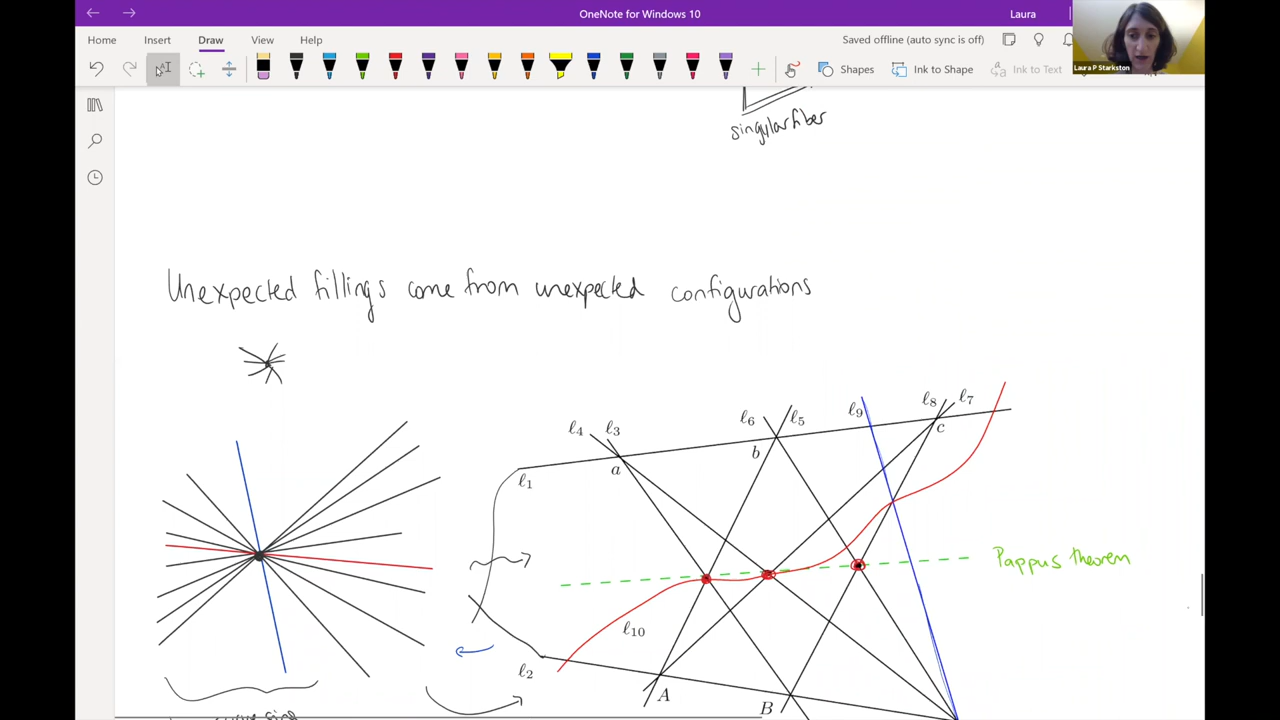 OneNote for Windows 10
Laura
Home Insert Draw View Help
Saved offline (auto sync is off)
Shapes Ink to Shape Ink to Text
Laura P Starkston
singular fiber
Unexpected fillings come from unexpected configurations
ℓ4 ℓ3 ℓ6 ℓ5 ℓ9 ℓ8 ℓ7
a b c
ℓ1
Pappus theorem
ℓ10
ℓ2
A B